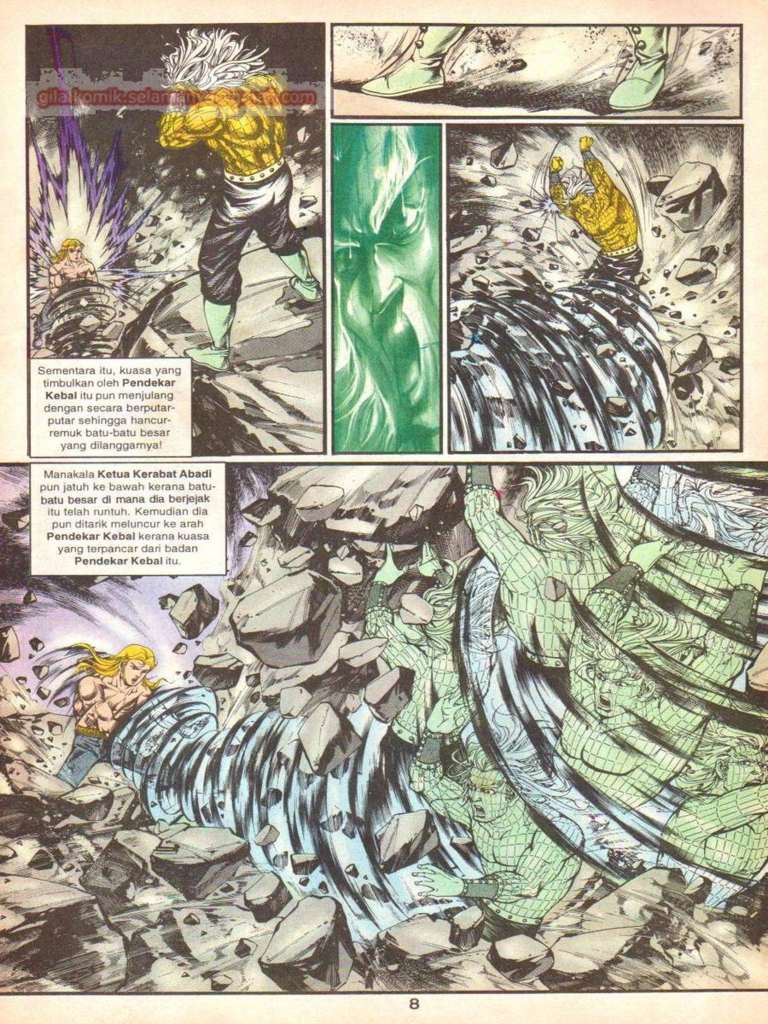 Sementara itu, kuasa yang
timbulkan oleh Pendekar
Kebal itu pun menjulang
dengan secara berputar-
putar sehingga hancur-
remuk batu-batu besar
yang dilanggarnya!
Manakala Ketua Kerabat Abadi
pun jatuh ke bawah kerana batu-
batu besar di mana dia berjejak
itu telah runtuh. Kemudian dia
pun ditarik meluncur ke arah
Pendekar Kebal kerana kuasa
yang terpancar dari badan
Pendekar Kebal itu.
8